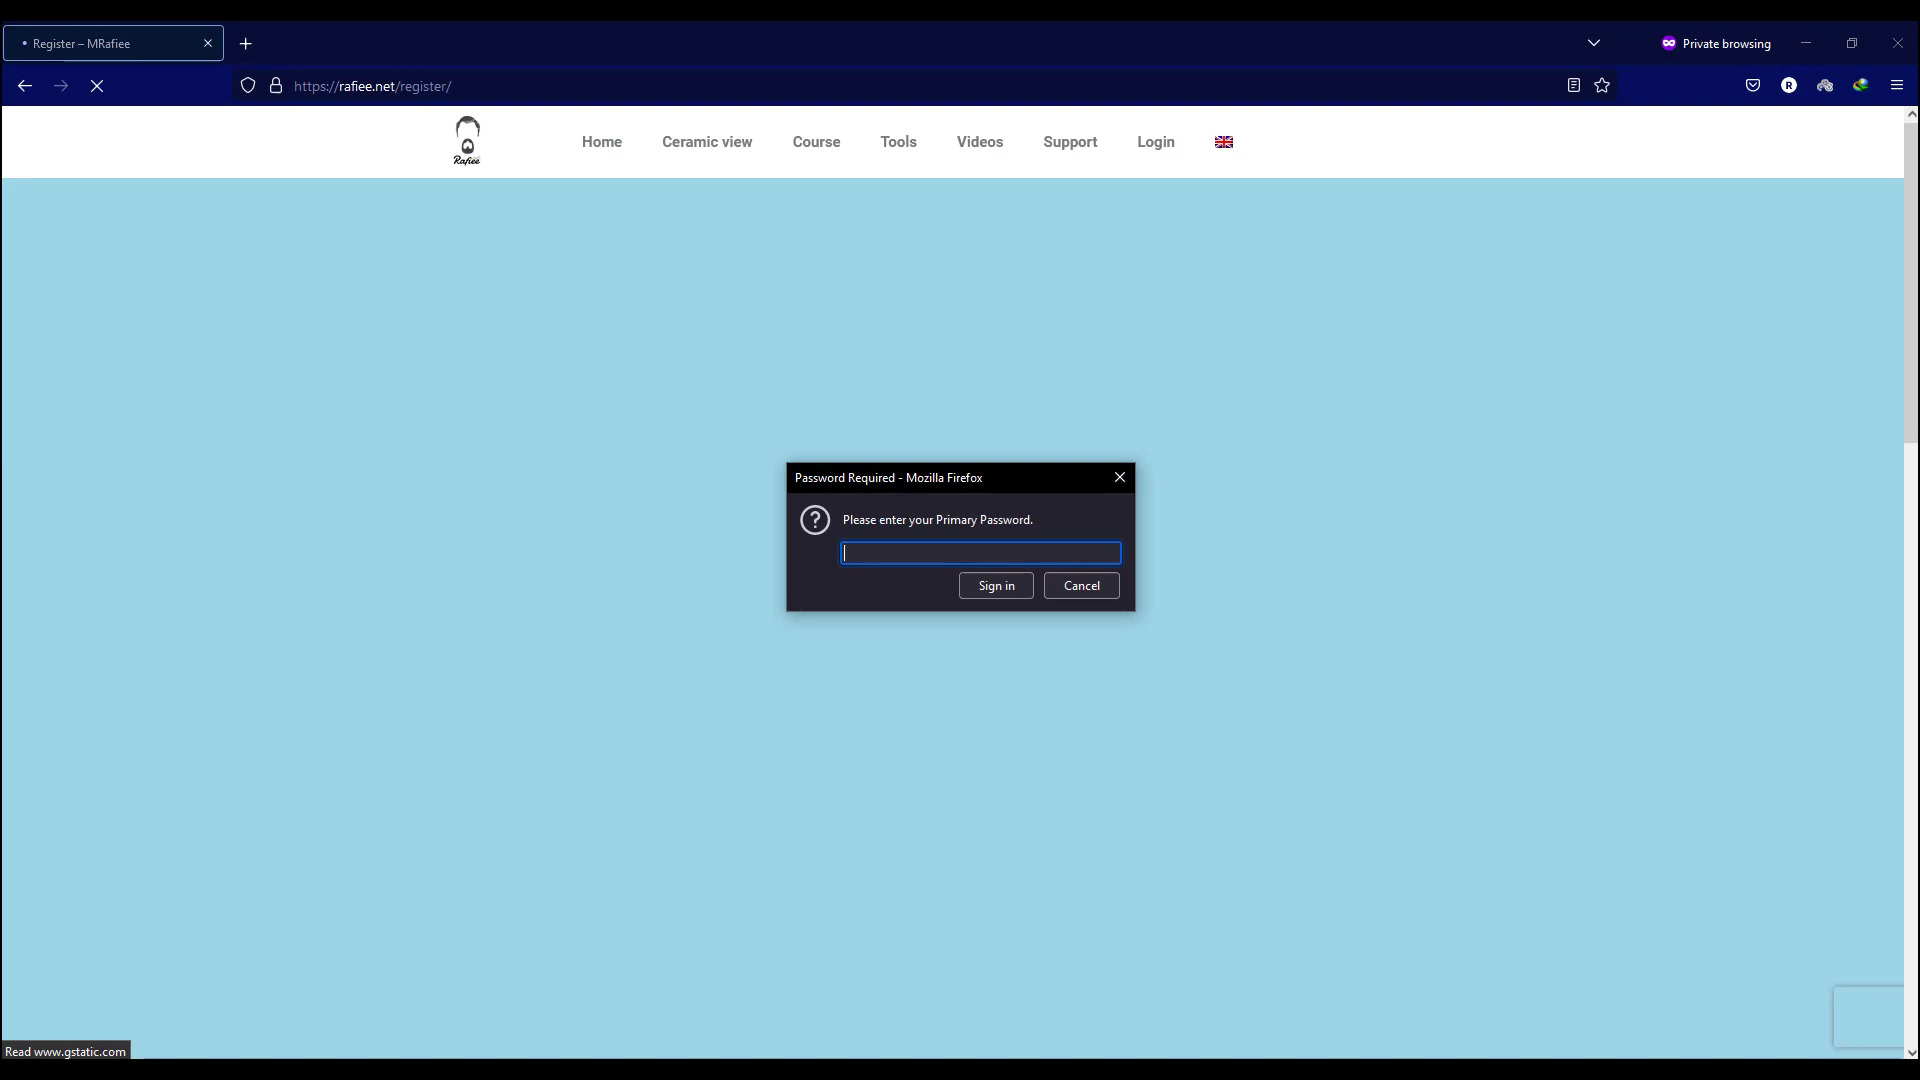 Register – MRafiee
Private browsing
https://rafiee.net/register/
R
Rafiee
Home
Ceramic view
Course
Tools
Videos
Support
Login
Password Required - Mozilla Firefox
Please enter your Primary Password.
Sign in
Cancel
Read www.gstatic.com